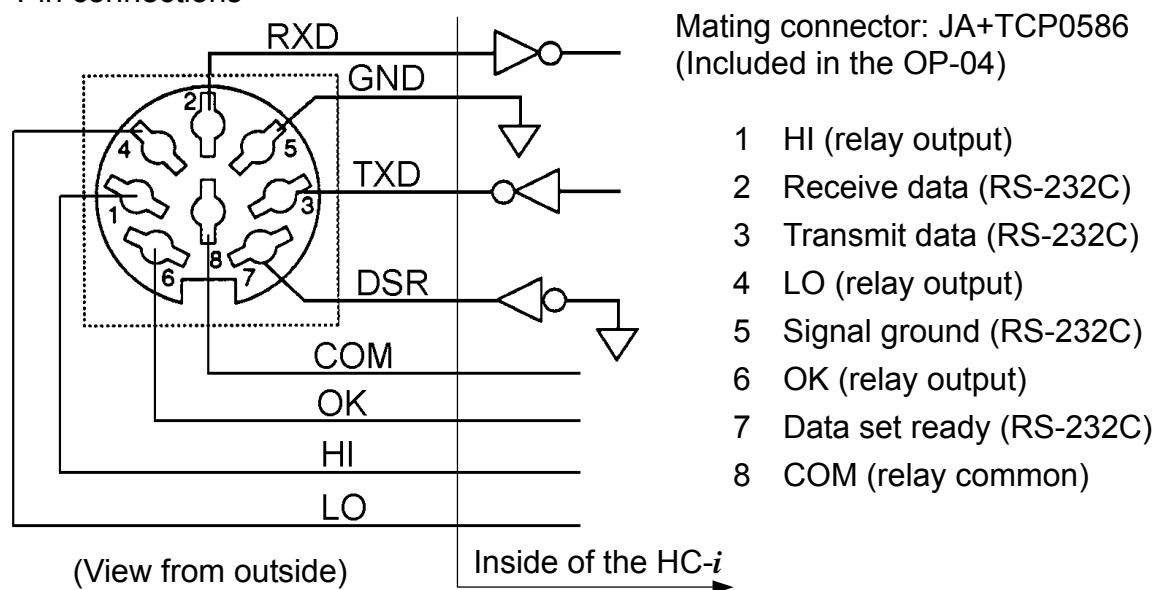 Pin connections
RXD
GND
TXD
DSR
COM
OK
HI
LO
2
4
5
1
3
8
6
7
(View from outside)
Inside of the HC-i
Mating connector: JA+TCP0586
(Included in the OP-04)
1 HI (relay output)
2 Receive data (RS-232C)
3 Transmit data (RS-232C)
4 LO (relay output)
5 Signal ground (RS-232C)
6 OK (relay output)
7 Data set ready (RS-232C)
8 COM (relay common)